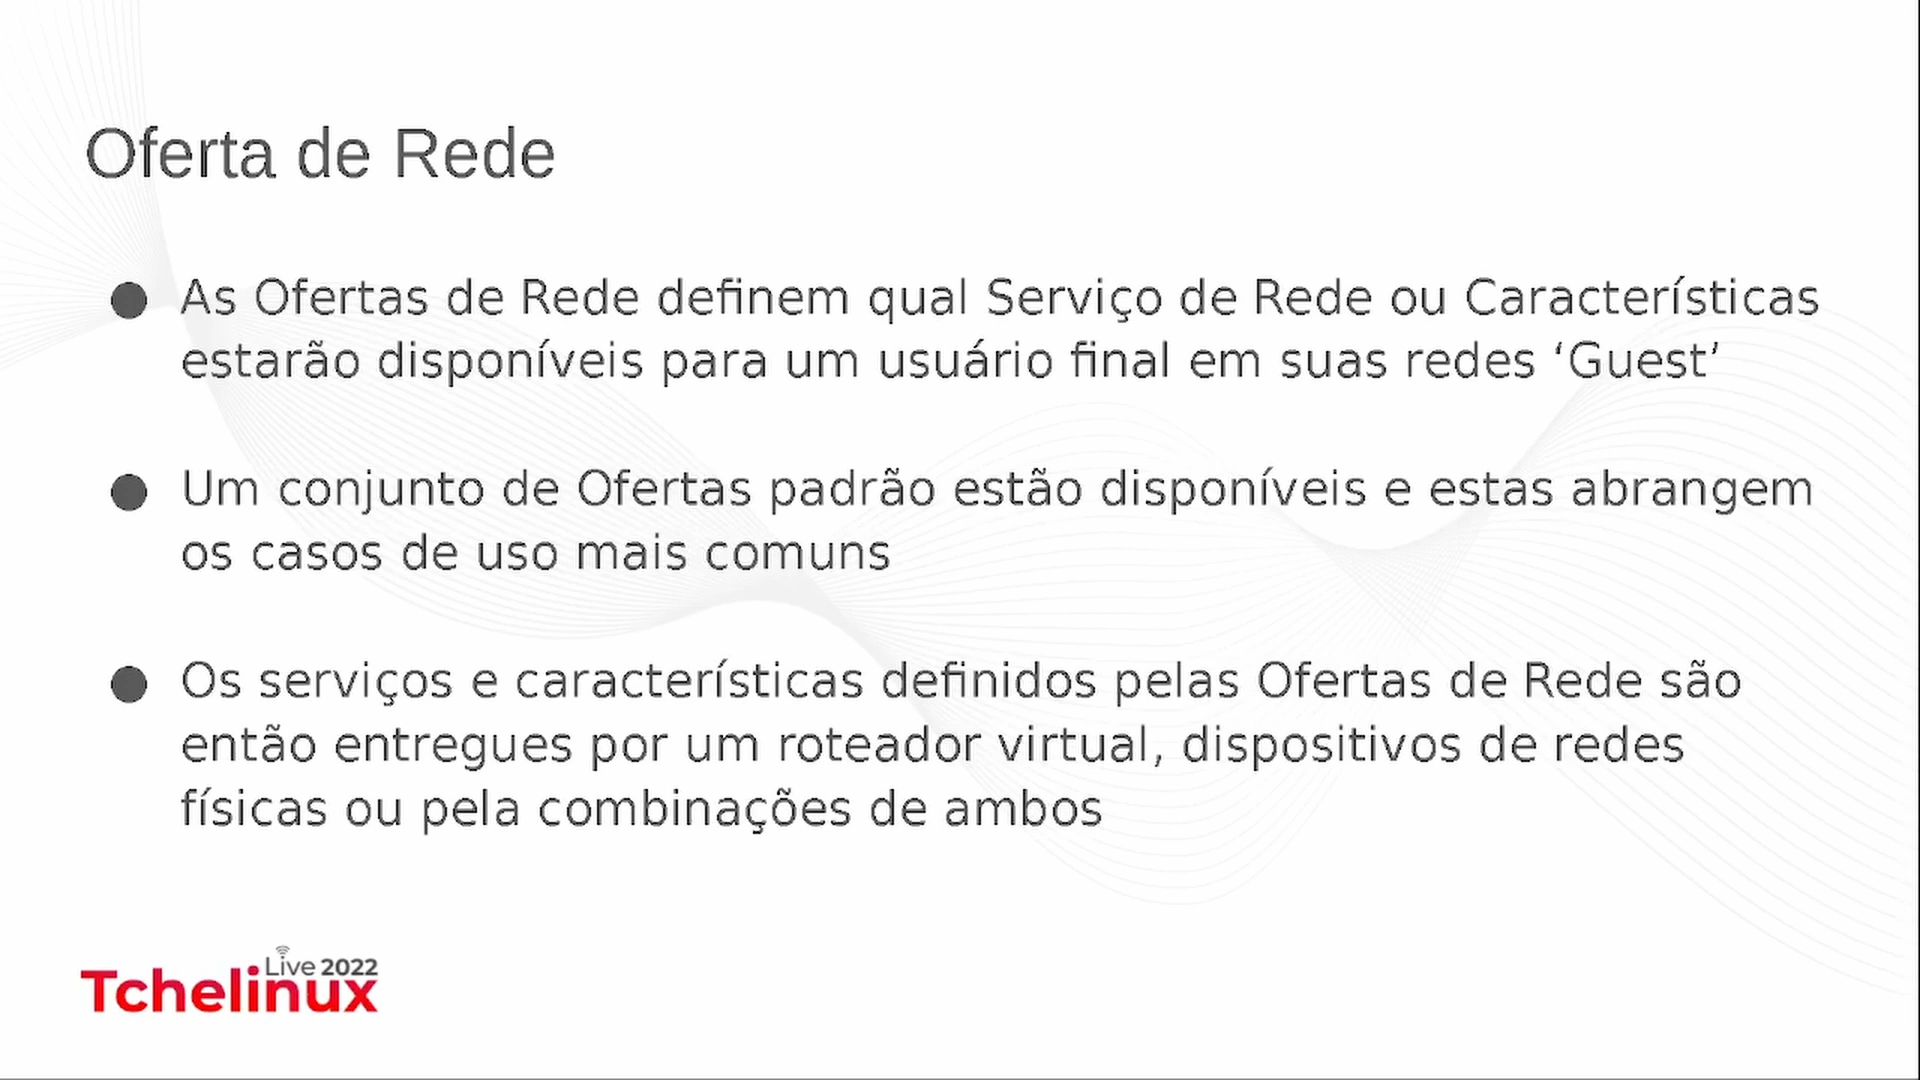 Oferta de Rede
● As Ofertas de Rede definem qual Serviço de Rede ou Características
estarão disponíveis para um usuário final em suas redes ‘Guest’
● Um conjunto de Ofertas padrão estão disponíveis e estas abrangem
os casos de uso mais comuns
● Os serviços e características definidos pelas Ofertas de Rede são
então entregues por um roteador virtual, dispositivos de redes
físicas ou pela combinações de ambos
Live 2022
Tchelinux